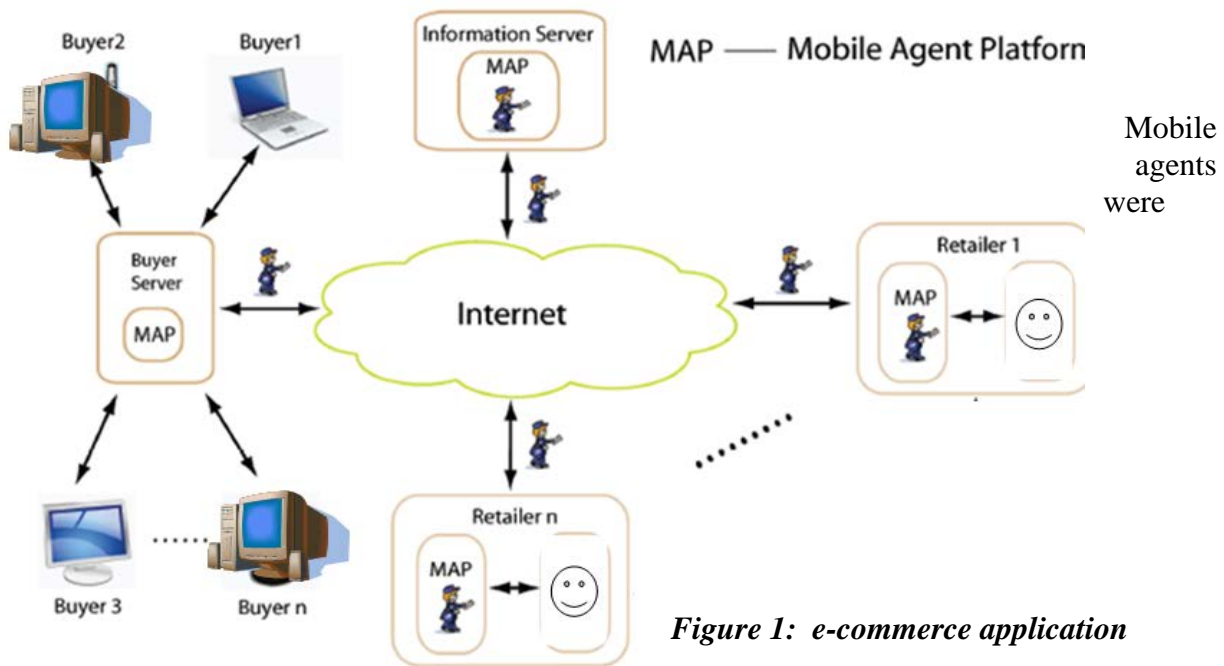 Buyer2
Buyer1
Information Server
MAP
MAP — Mobile Agent Platform
Mobile
agents
were
Buyer
Server
MAP
Internet
Retailer 1
MAP
Retailer n
MAP
Buyer 3
Buyer n
Figure 1: e-commerce application